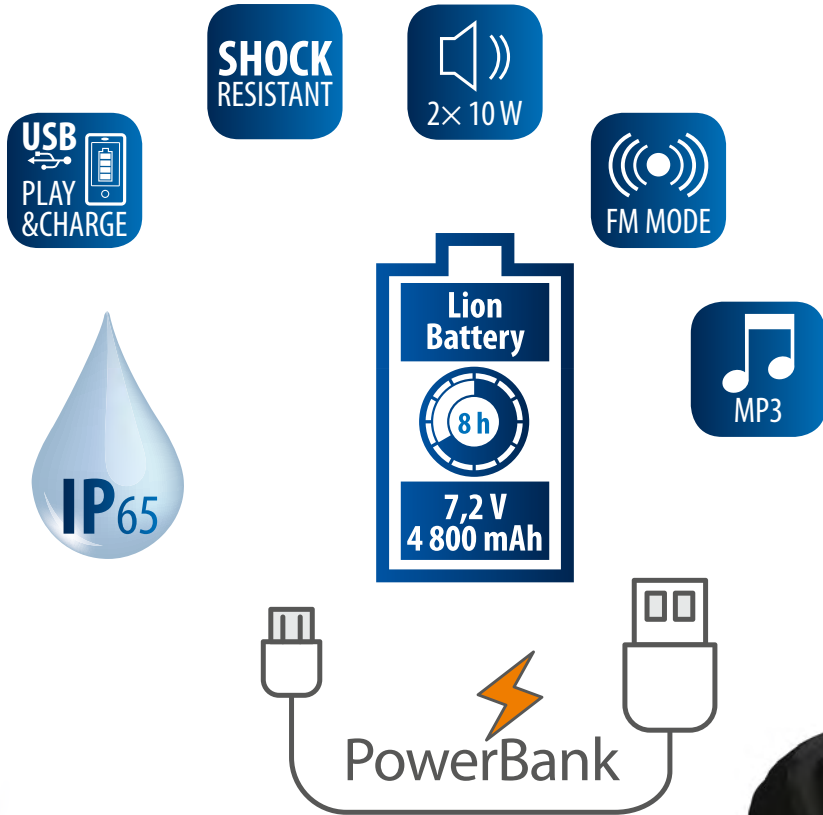 SHOCK
RESISTANT
2× 10 W
USB
PLAY
&CHARGE
FM MODE
Lion
Battery
8 h
MP3
IP65
7,2 V
4 800 mAh
PowerBank